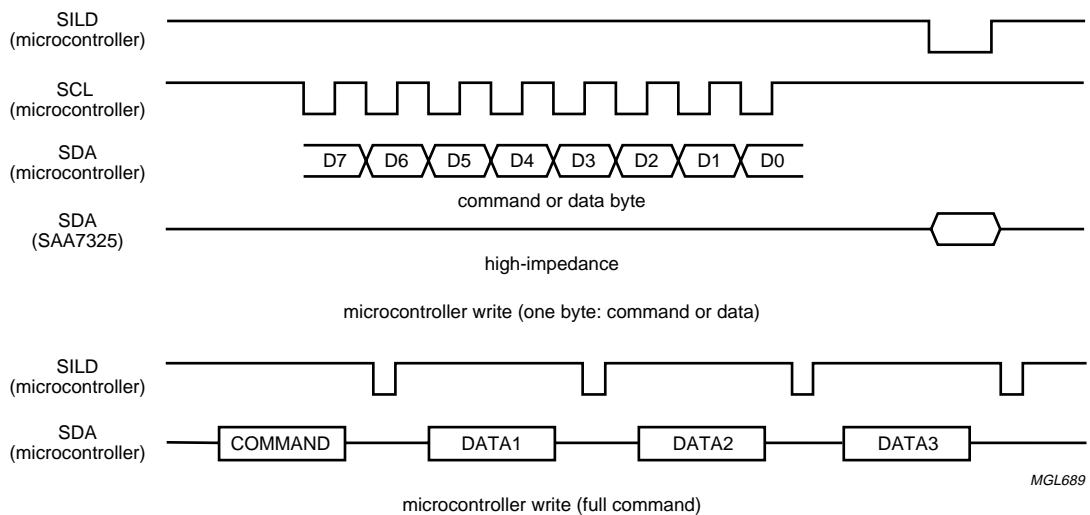 SILD
(microcontroller)
SCL
(microcontroller)
SDA
(microcontroller)
D7 D6 D5 D4 D3 D2 D1 D0
command or data byte
SDA
(SAA7325)
high-impedance
microcontroller write (one byte: command or data)
SILD
(microcontroller)
SDA
(microcontroller)
COMMAND DATA1 DATA2 DATA3
MGL689
microcontroller write (full command)